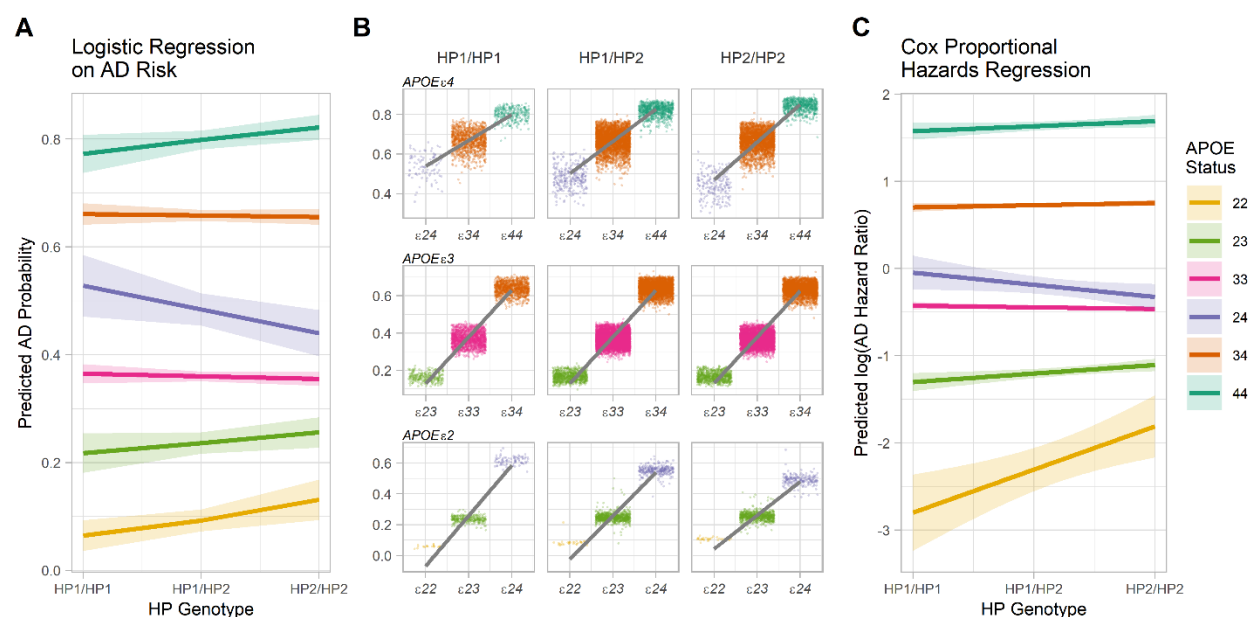 A
Logistic Regression
on AD Risk
Predicted AD Probability
0.8
0.6
0.4
0.2
0.0
HP1/HP1 HP1/HP2 HP2/HP2
HP Genotype
B
HP1/HP1 HP1/HP2 HP2/HP2
APOEε4
0.8
0.6
0.4
ε24 ε34 ε44 ε24 ε34 ε44 ε24 ε34 ε44
APOEε3
0.6
0.4
0.2
ε23 ε33 ε34 ε23 ε33 ε34 ε23 ε33 ε34
APOEε2
0.6
0.4
0.2
0.0
ε22 ε23 ε24 ε22 ε23 ε24 ε22 ε23 ε24
C
Cox Proportional
Hazards Regression
Predicted log(AD Hazard Ratio)
2
1
0
-1
-2
-3
HP1/HP1 HP1/HP2 HP2/HP2
HP Genotype
APOE
Status
22
23
33
24
34
44